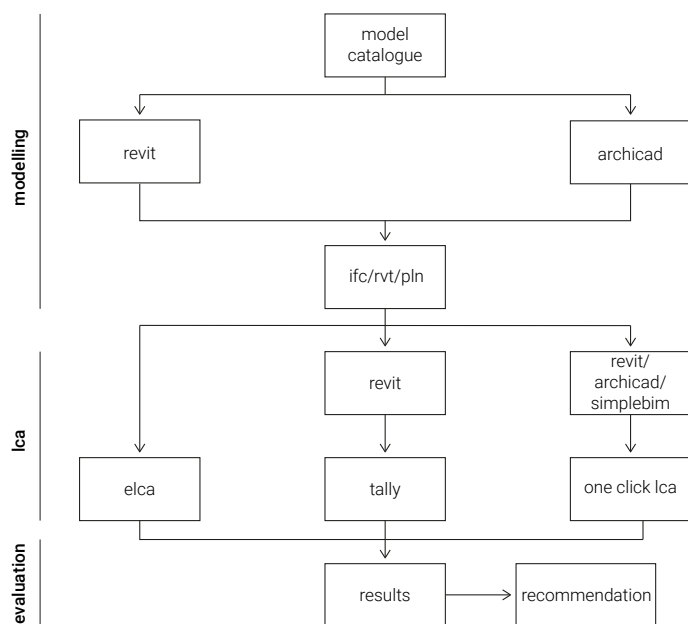 model
catalogue
modelling
revit
archicad
ifc/rvt/pln
lca
revit
revit/
archicad/
simplebim
elca
tally
one click lca
evaluation
results
recommendation